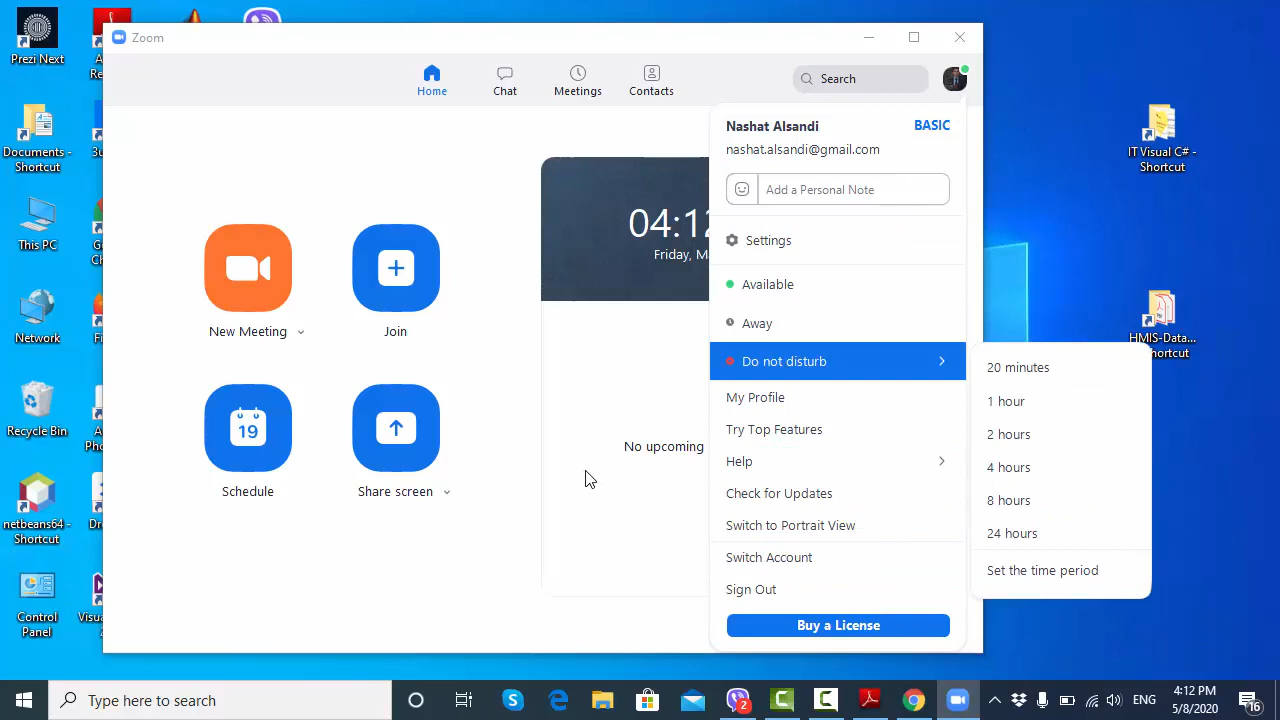 Prezi Next
Documents -
Shortcut
This PC
Network
Recycle Bin
netbeans64 -
Shortcut
Control
Panel
Zoom
Home
Chat
Meetings
Contacts
Search
New Meeting
Join
19
Schedule
Share screen
04:12
Friday, M
No upcoming
Nashat Alsandi
BASIC
nashat.alsandi@gmail.com
Add a Personal Note
Settings
Available
Away
Do not disturb
My Profile
Try Top Features
Help
Check for Updates
Switch to Portrait View
Switch Account
Sign Out
Buy a License
20 minutes
1 hour
2 hours
4 hours
8 hours
24 hours
Set the time period
IT Visual C# -
Shortcut
HMIS-Data...
hortcut
Type here to search
2
ENG
4:12 PM
5/8/2020
16